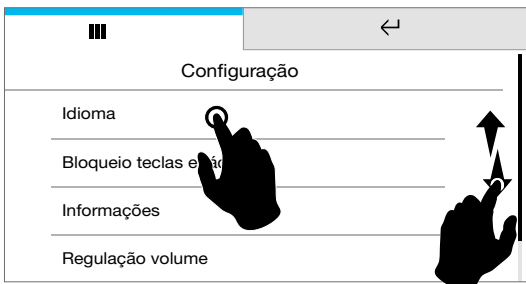 Configuração
Idioma
Bloqueio teclas e
Informações
Regulação volume